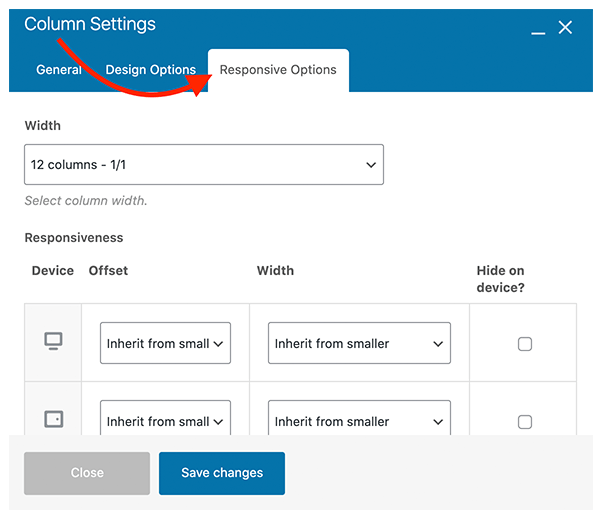 Column Settings
General Design Options Responsive Options
Width
12 columns - 1/1
Select column width.
Responsiveness
Device Offset Width Hide on
device?
Inherit from small Inherit from smaller
Inherit from small Inherit from smaller
Close Save changes